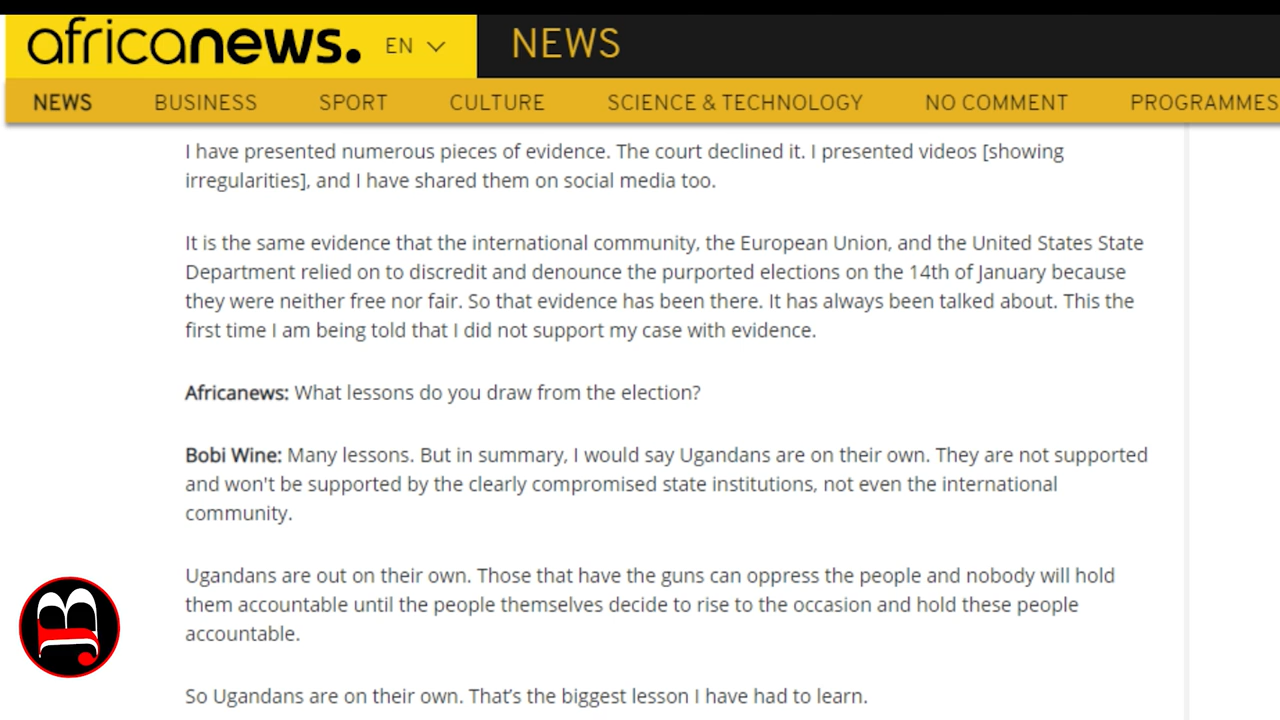 africanews. EN NEWS
NEWS BUSINESS SPORT CULTURE SCIENCE & TECHNOLOGY NO COMMENT PROGRAMMES
I have presented numerous pieces of evidence. The court declined it. I presented videos [showing
irregularities], and I have shared them on social media too.
It is the same evidence that the international community, the European Union, and the United States State
Department relied on to discredit and denounce the purported elections on the 14th of January because
they were neither free nor fair. So that evidence has been there. It has always been talked about. This the
first time I am being told that I did not support my case with evidence.
Africanews: What lessons do you draw from the election?
Bobi Wine: Many lessons. But in summary, I would say Ugandans are on their own. They are not supported
and won't be supported by the clearly compromised state institutions, not even the international
community.
Ugandans are out on their own. Those that have the guns can oppress the people and nobody will hold
them accountable until the people themselves decide to rise to the occasion and hold these people
accountable.
So Ugandans are on their own. That’s the biggest lesson I have had to learn.